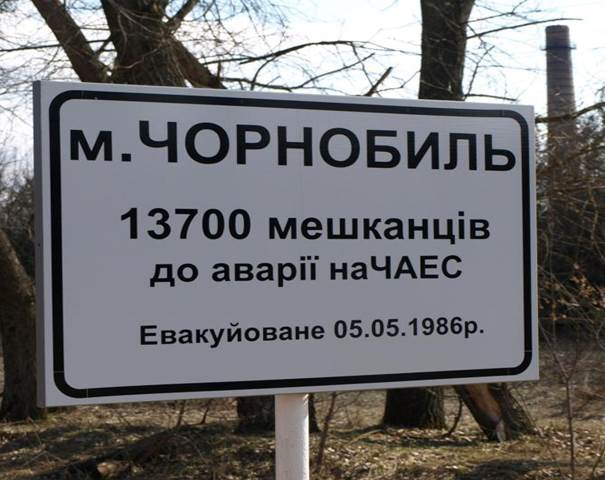 м.ЧОРНОБИЛЬ
13700 мешканців
до аварії наЧАЕС
Евакуйоване 05.05.1986р.